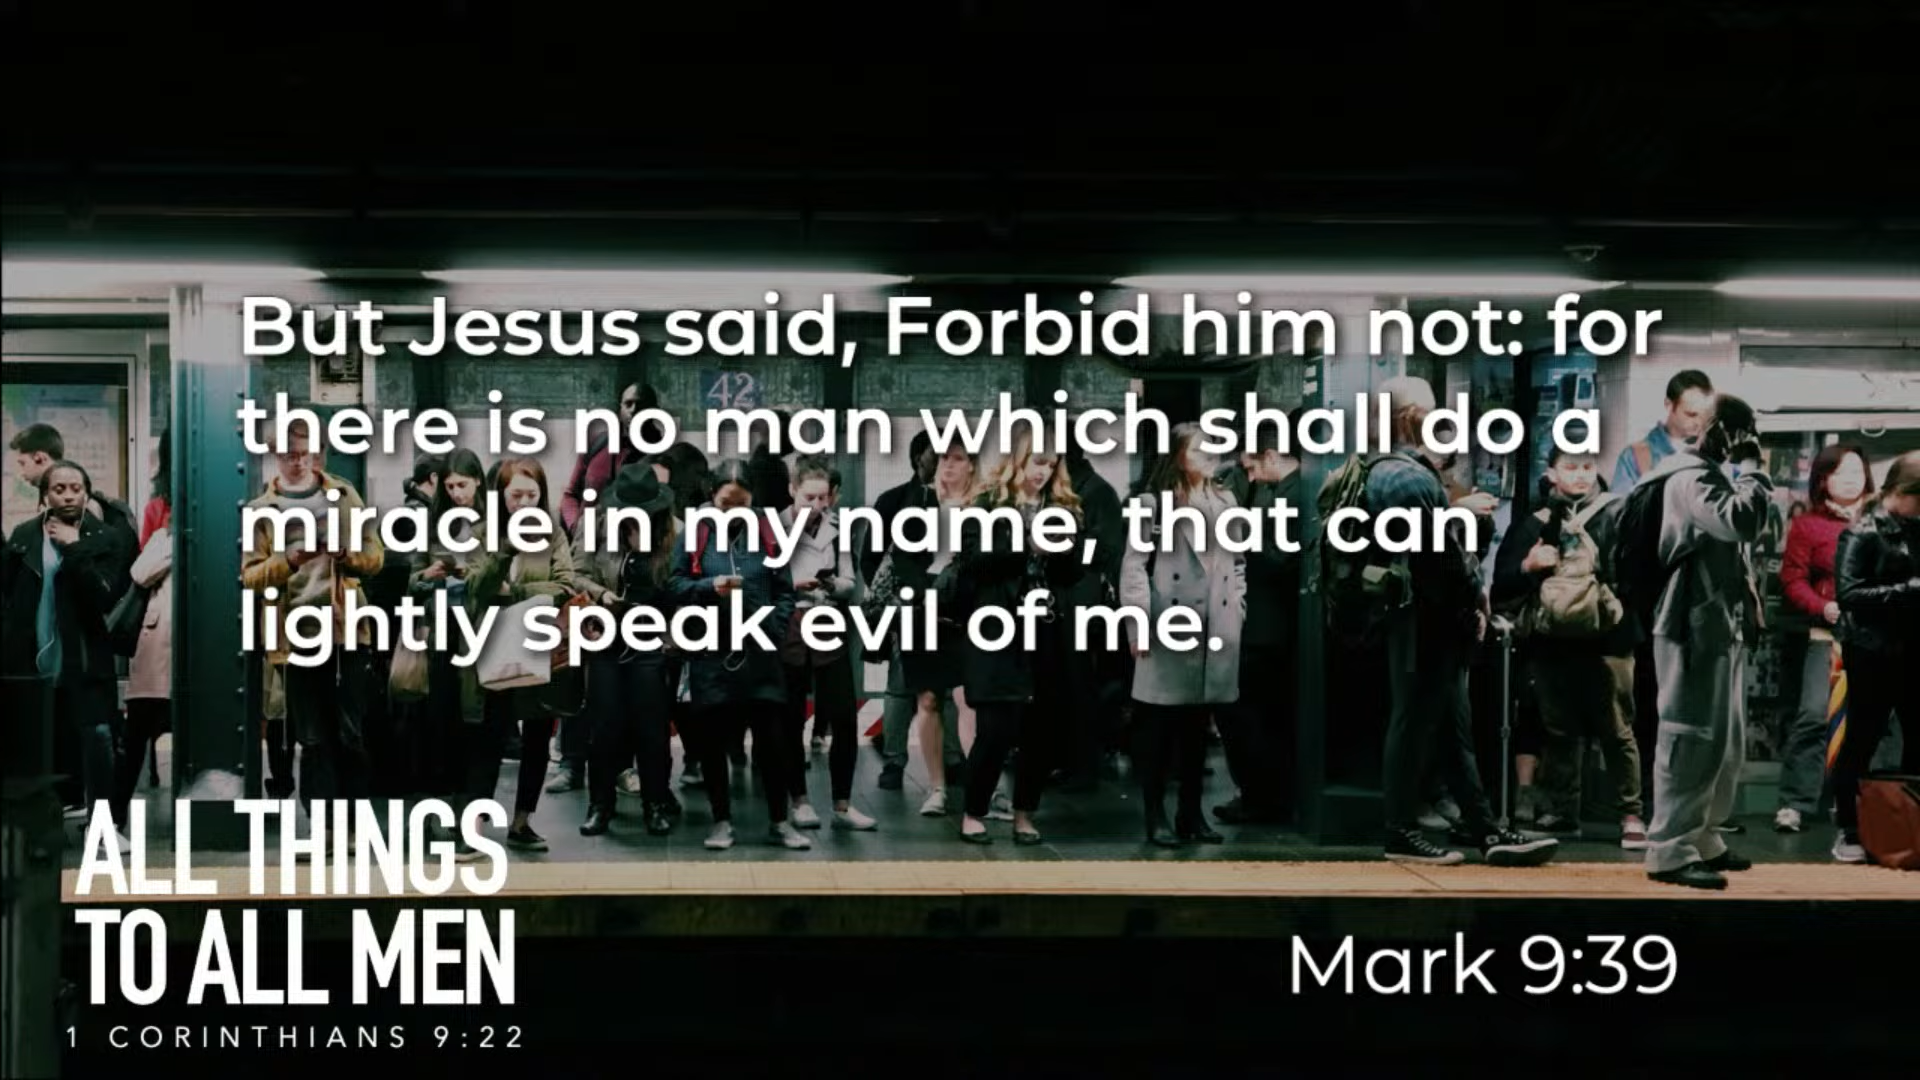 But Jesus said, Forbid him not: for
there is no man which shall do a
miracle in my name, that can
lightly speak evil of me.
42
ALL THINGS
TO ALL MEN
1 CORINTHIANS 9:22
Mark 9:39